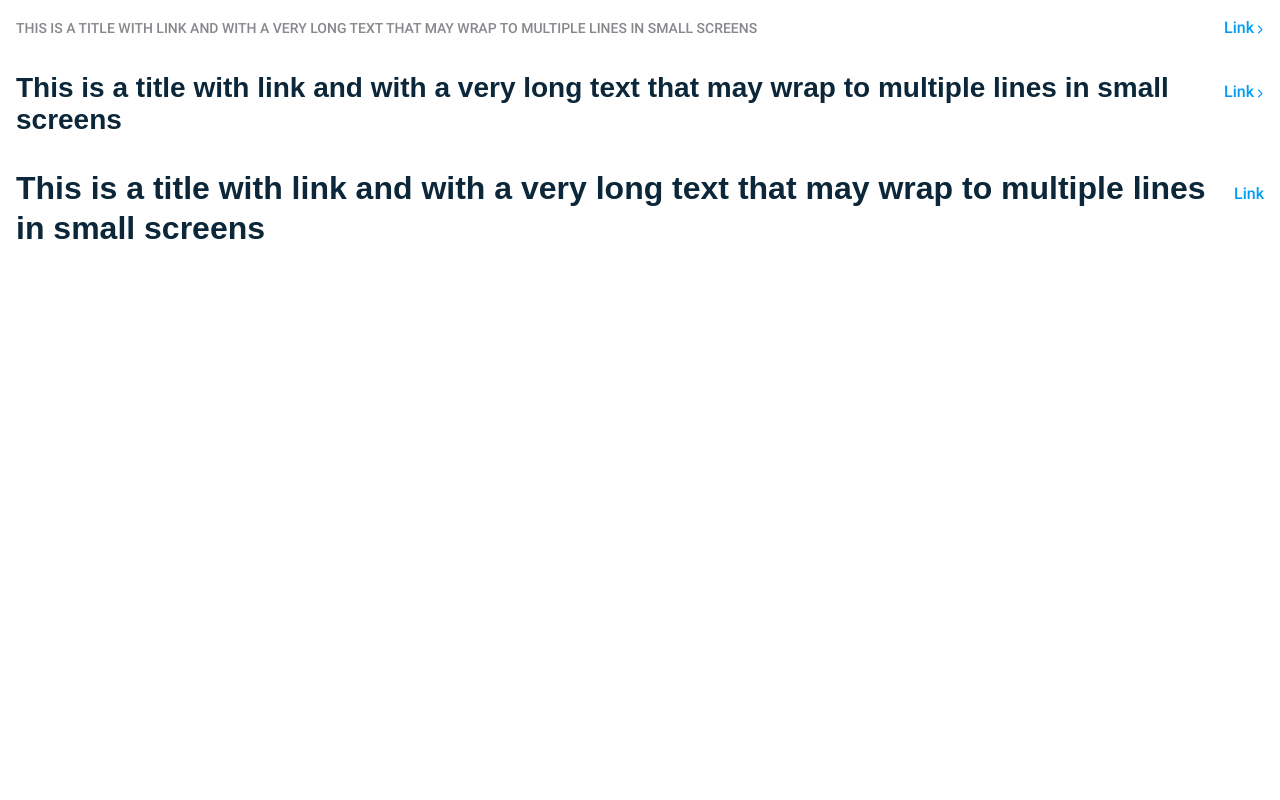 THIS IS A TITLE WITH LINK AND WITH A VERY LONG TEXT THAT MAY WRAP TO MULTIPLE LINES IN SMALL SCREENS Link
This is a title with link and with a very long text that may wrap to multiple lines in small Link
screens
This is a title with link and with a very long text that may wrap to multiple lines Link
in small screens